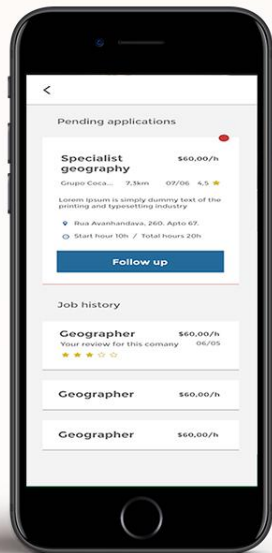 Pending applications
Specialist geography
$60,00/h
Grupo Coca... 7,3km 07/06 4,5
Lorem Ipsum is simply dummy text of the
printing and typesetting industry
Rua Avanhandava, 260. Apto 67.
Start hour 10h / Total hours 20h
Follow up
Job history
Geographer $60,00/h
Your review for this comany 06/05
Geographer $60,00/h
Geographer $60,00/h